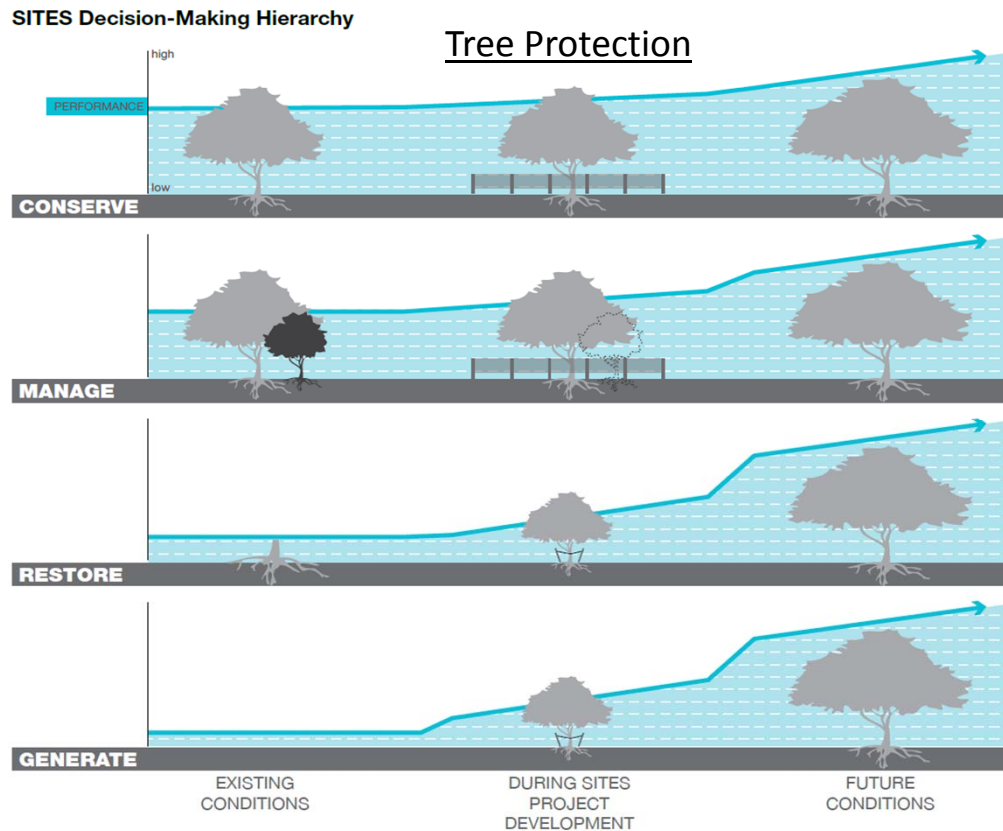 SITES Decision-Making Hierarchy
Tree Protection
high
PERFORMANCE
low
CONSERVE
MANAGE
RESTORE
GENERATE
EXISTING
CONDITIONS
DURING SITES
PROJECT
DEVELOPMENT
FUTURE
CONDITIONS